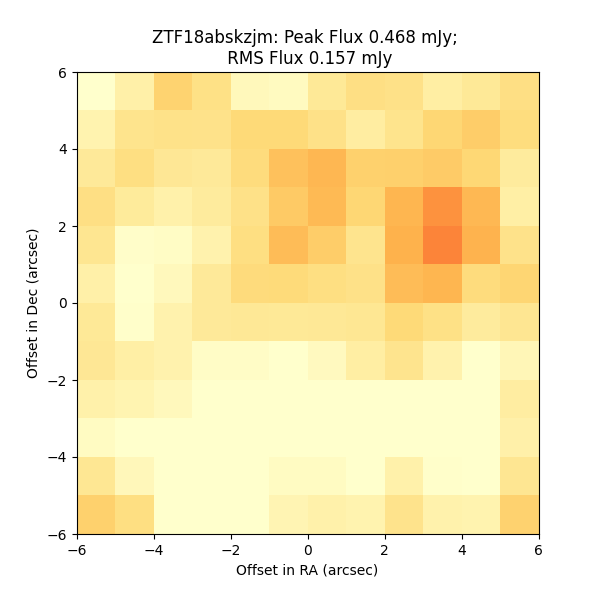 ZTF18abskzjm: Peak Flux 0.468 mJy;
RMS Flux 0.157 mJy
6
4
2
0
−2
−4
−6
Offset in Dec (arcsec)
−6 −4 −2 0 2 4 6
Offset in RA (arcsec)